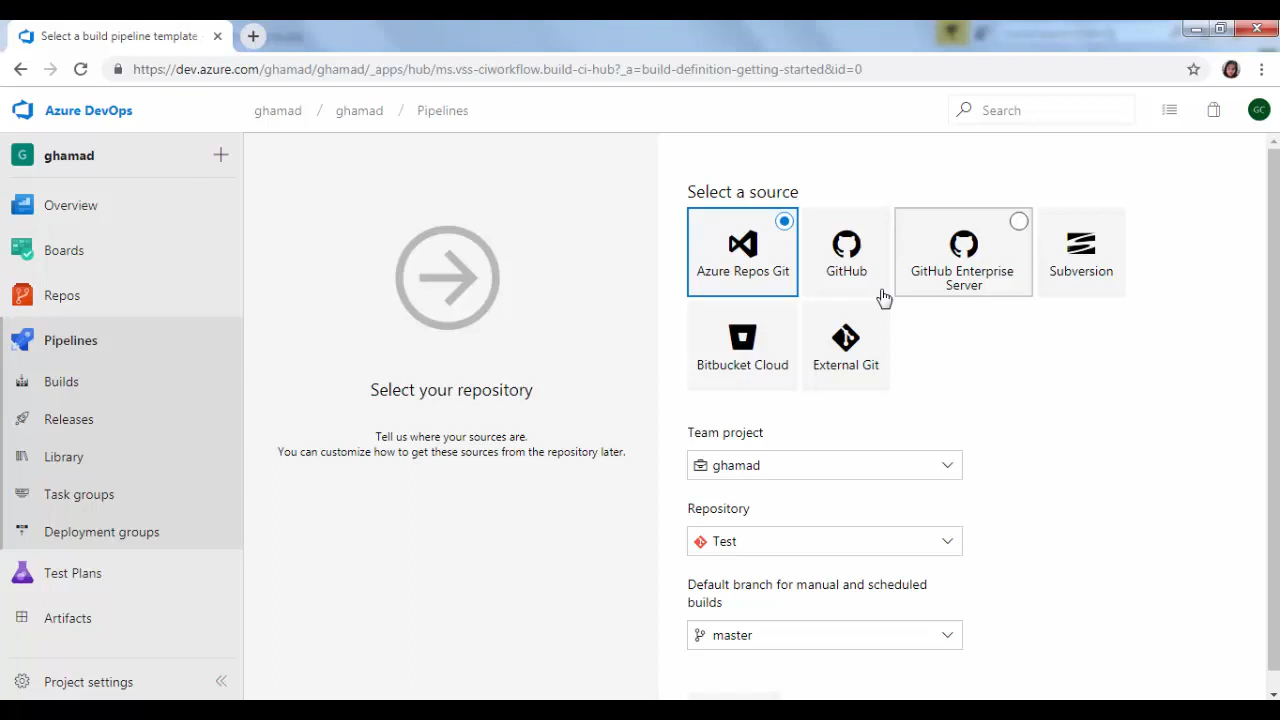 Select a build pipeline template
https://dev.azure.com/ghamad/ghamad/_apps/hub/ms.vss-ciworkflow.build-ci-hub?_a=build-definition-getting-started&id=0
Azure DevOps
ghamad / ghamad / Pipelines
Search
GC
G ghamad
Overview
Boards
Repos
Pipelines
Builds
Releases
Library
Task groups
Deployment groups
Test Plans
Artifacts
Project settings
Select your repository
Tell us where your sources are.
You can customize how to get these sources from the repository later.
Select a source
Azure Repos Git
GitHub
GitHub Enterprise
Server
Subversion
Bitbucket Cloud
External Git
Team project
ghamad
Repository
Test
Default branch for manual and scheduled
builds
master